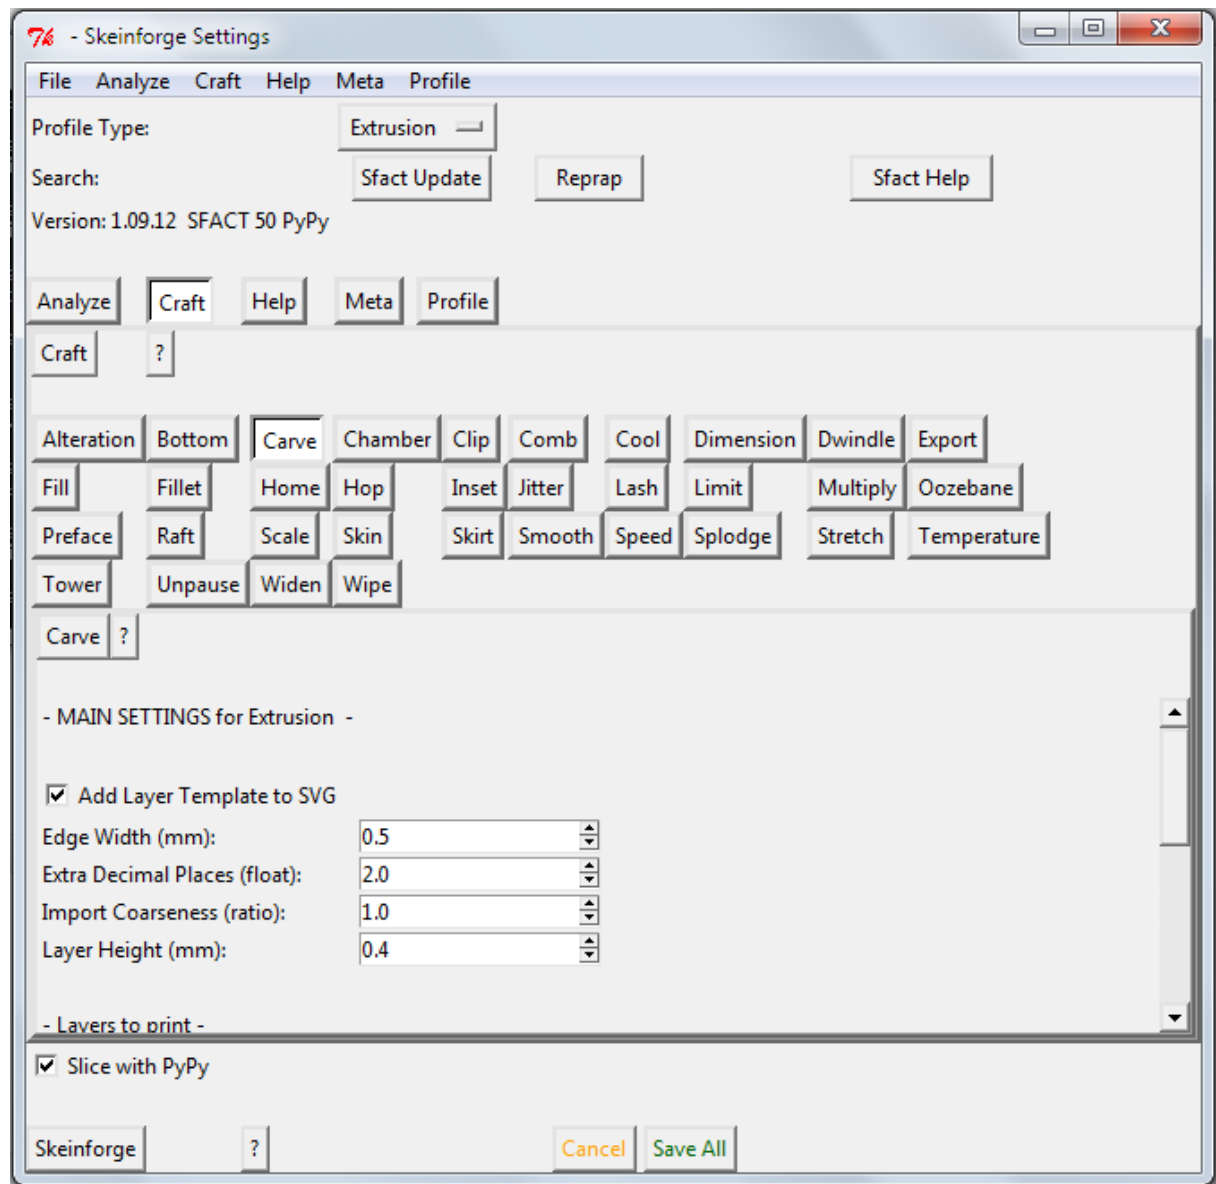 - Skeinforge Settings
File Analyze Craft Help Meta Profile
Profile Type: Extrusion
Search: Sfact Update Reprap Sfact Help
Version: 1.09.12 SFACT 50 PyPy
Analyze Craft Help Meta Profile
Craft ?
Alteration Bottom Carve Chamber Clip Comb Cool Dimension Dwindle Export
Fill Fillet Home Hop Inset Jitter Lash Limit Multiply Oozebane
Preface Raft Scale Skin Skirt Smooth Speed Splodge Stretch Temperature
Tower Unpause Widen Wipe
Carve ?
- MAIN SETTINGS for Extrusion -
Add Layer Template to SVG
Edge Width (mm): 0.5
Extra Decimal Places (float): 2.0
Import Coarseness (ratio): 1.0
Layer Height (mm): 0.4
- Layers to print -
Slice with PyPy
Skeinforge ? Cancel Save All